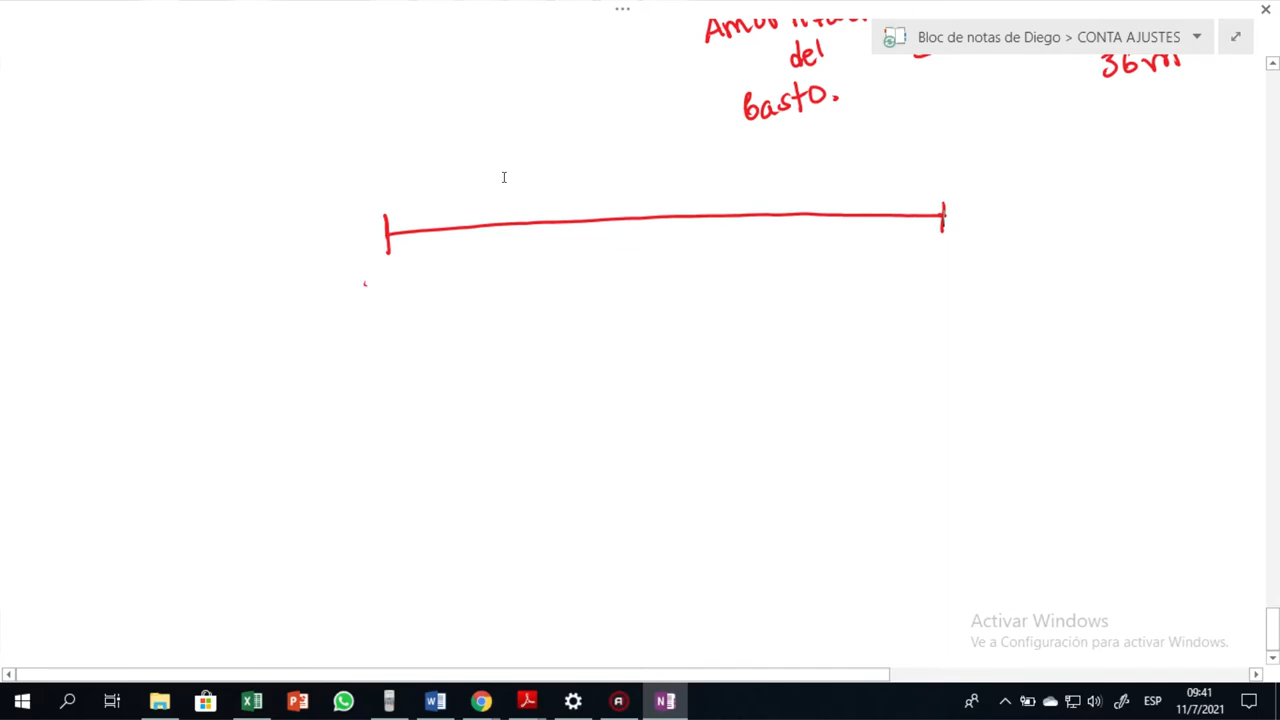 Bloc de notas de Diego > CONTA AJUSTES
del
Gasto.
Activar Windows
Ve a Configuración para activar Windows.
ESP
09:41
11/7/2021